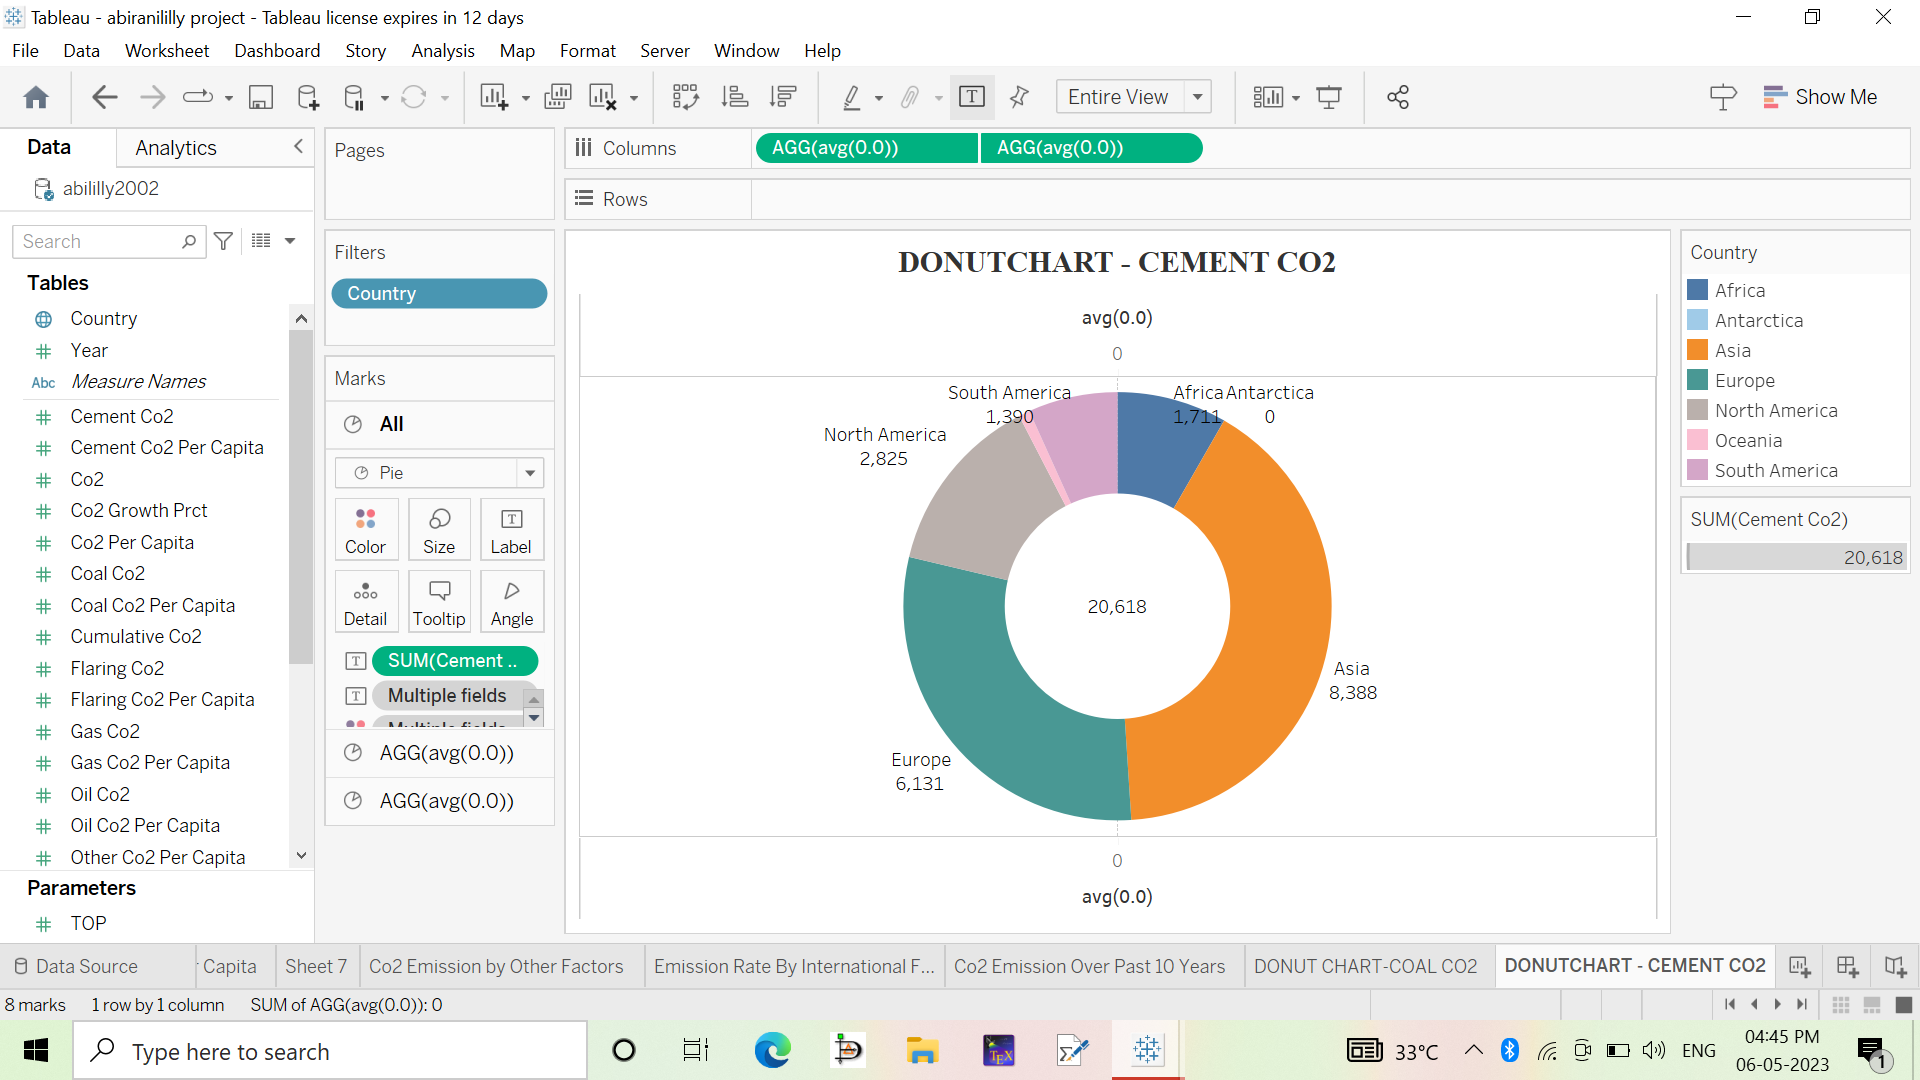 Tableau - abiranililly project - Tableau license expires in 12 days
File Data Worksheet Dashboard Story Analysis Map Format Server Window Help
Entire View
Show Me
Data
Analytics
abililly2002
Search
Tables
Country
Year
Abc Measure Names
Cement Co2
Cement Co2 Per Capita
Co2
Co2 Growth Prct
Co2 Per Capita
Coal Co2
Coal Co2 Per Capita
Cumulative Co2
Flaring Co2
Flaring Co2 Per Capita
Gas Co2
Gas Co2 Per Capita
Oil Co2
Oil Co2 Per Capita
Other Co2 Per Capita
Parameters
TOP
Pages
Filters
Country
Marks
All
Pie
Color Size Label
Detail Tooltip Angle
SUM(Cement ..
Multiple fields
Multiple fields
AGG(avg(0.0))
AGG(avg(0.0))
Columns
AGG(avg(0.0))
AGG(avg(0.0))
Rows
DONUTCHART - CEMENT CO2
avg(0.0)
0
South America
1,390
Africa
1,711
Antarctica
0
North America
2,825
20,618
Asia
8,388
Europe
6,131
0
avg(0.0)
Country
Africa
Antarctica
Asia
Europe
North America
Oceania
South America
SUM(Cement Co2)
20,618
Data Source
Capita
Sheet 7
Co2 Emission by Other Factors
Emission Rate By International F...
Co2 Emission Over Past 10 Years
DONUT CHART-COAL CO2
DONUTCHART - CEMENT CO2
8 marks 1 row by 1 column SUM of AGG(avg(0.0)): 0
Type here to search
TEX
33°C
ENG
04:45 PM
06-05-2023
1